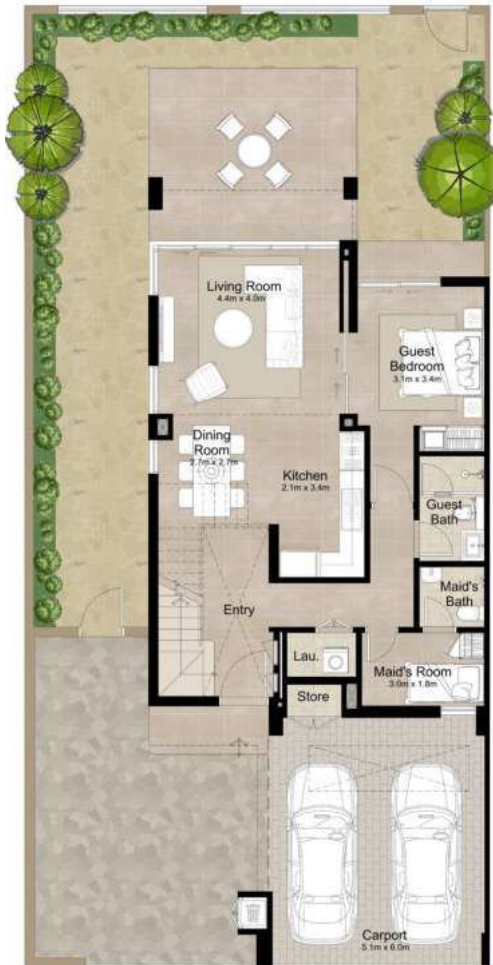 Living Room
4.4m x 4.0m
Guest
Bedroom
3.1m x 3.4m
Dining
Room
2.7m x 2.7m
Kitchen
2.1m x 3.4m
Guest
Bath
Maid's
Bath
Entry
Lau.
Maid's Room
3.0m x 1.8m
Store
Carport
5.1m x 6.0m